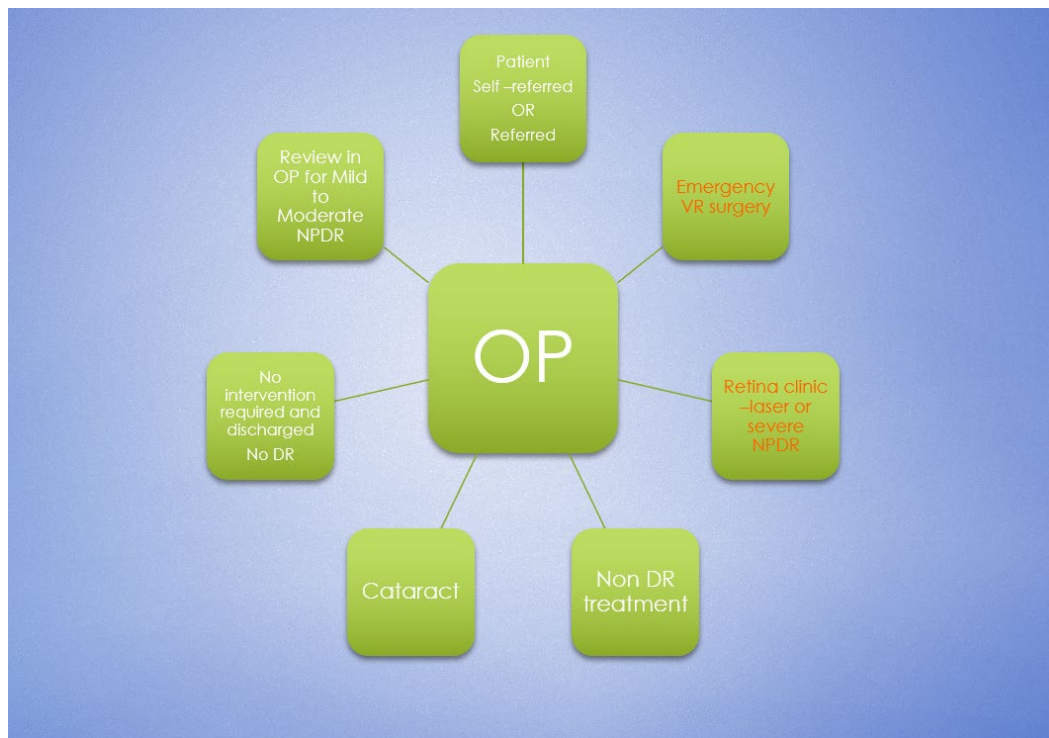 Patient
Self –referred
OR
Referred
Review in
OP for Mild
to
Moderate
NPDR
Emergency
VR surgery
OP
No
intervention
required and
discharged
No DR
Retina clinic
–laser or
severe
NPDR
Cataract
Non DR
treatment